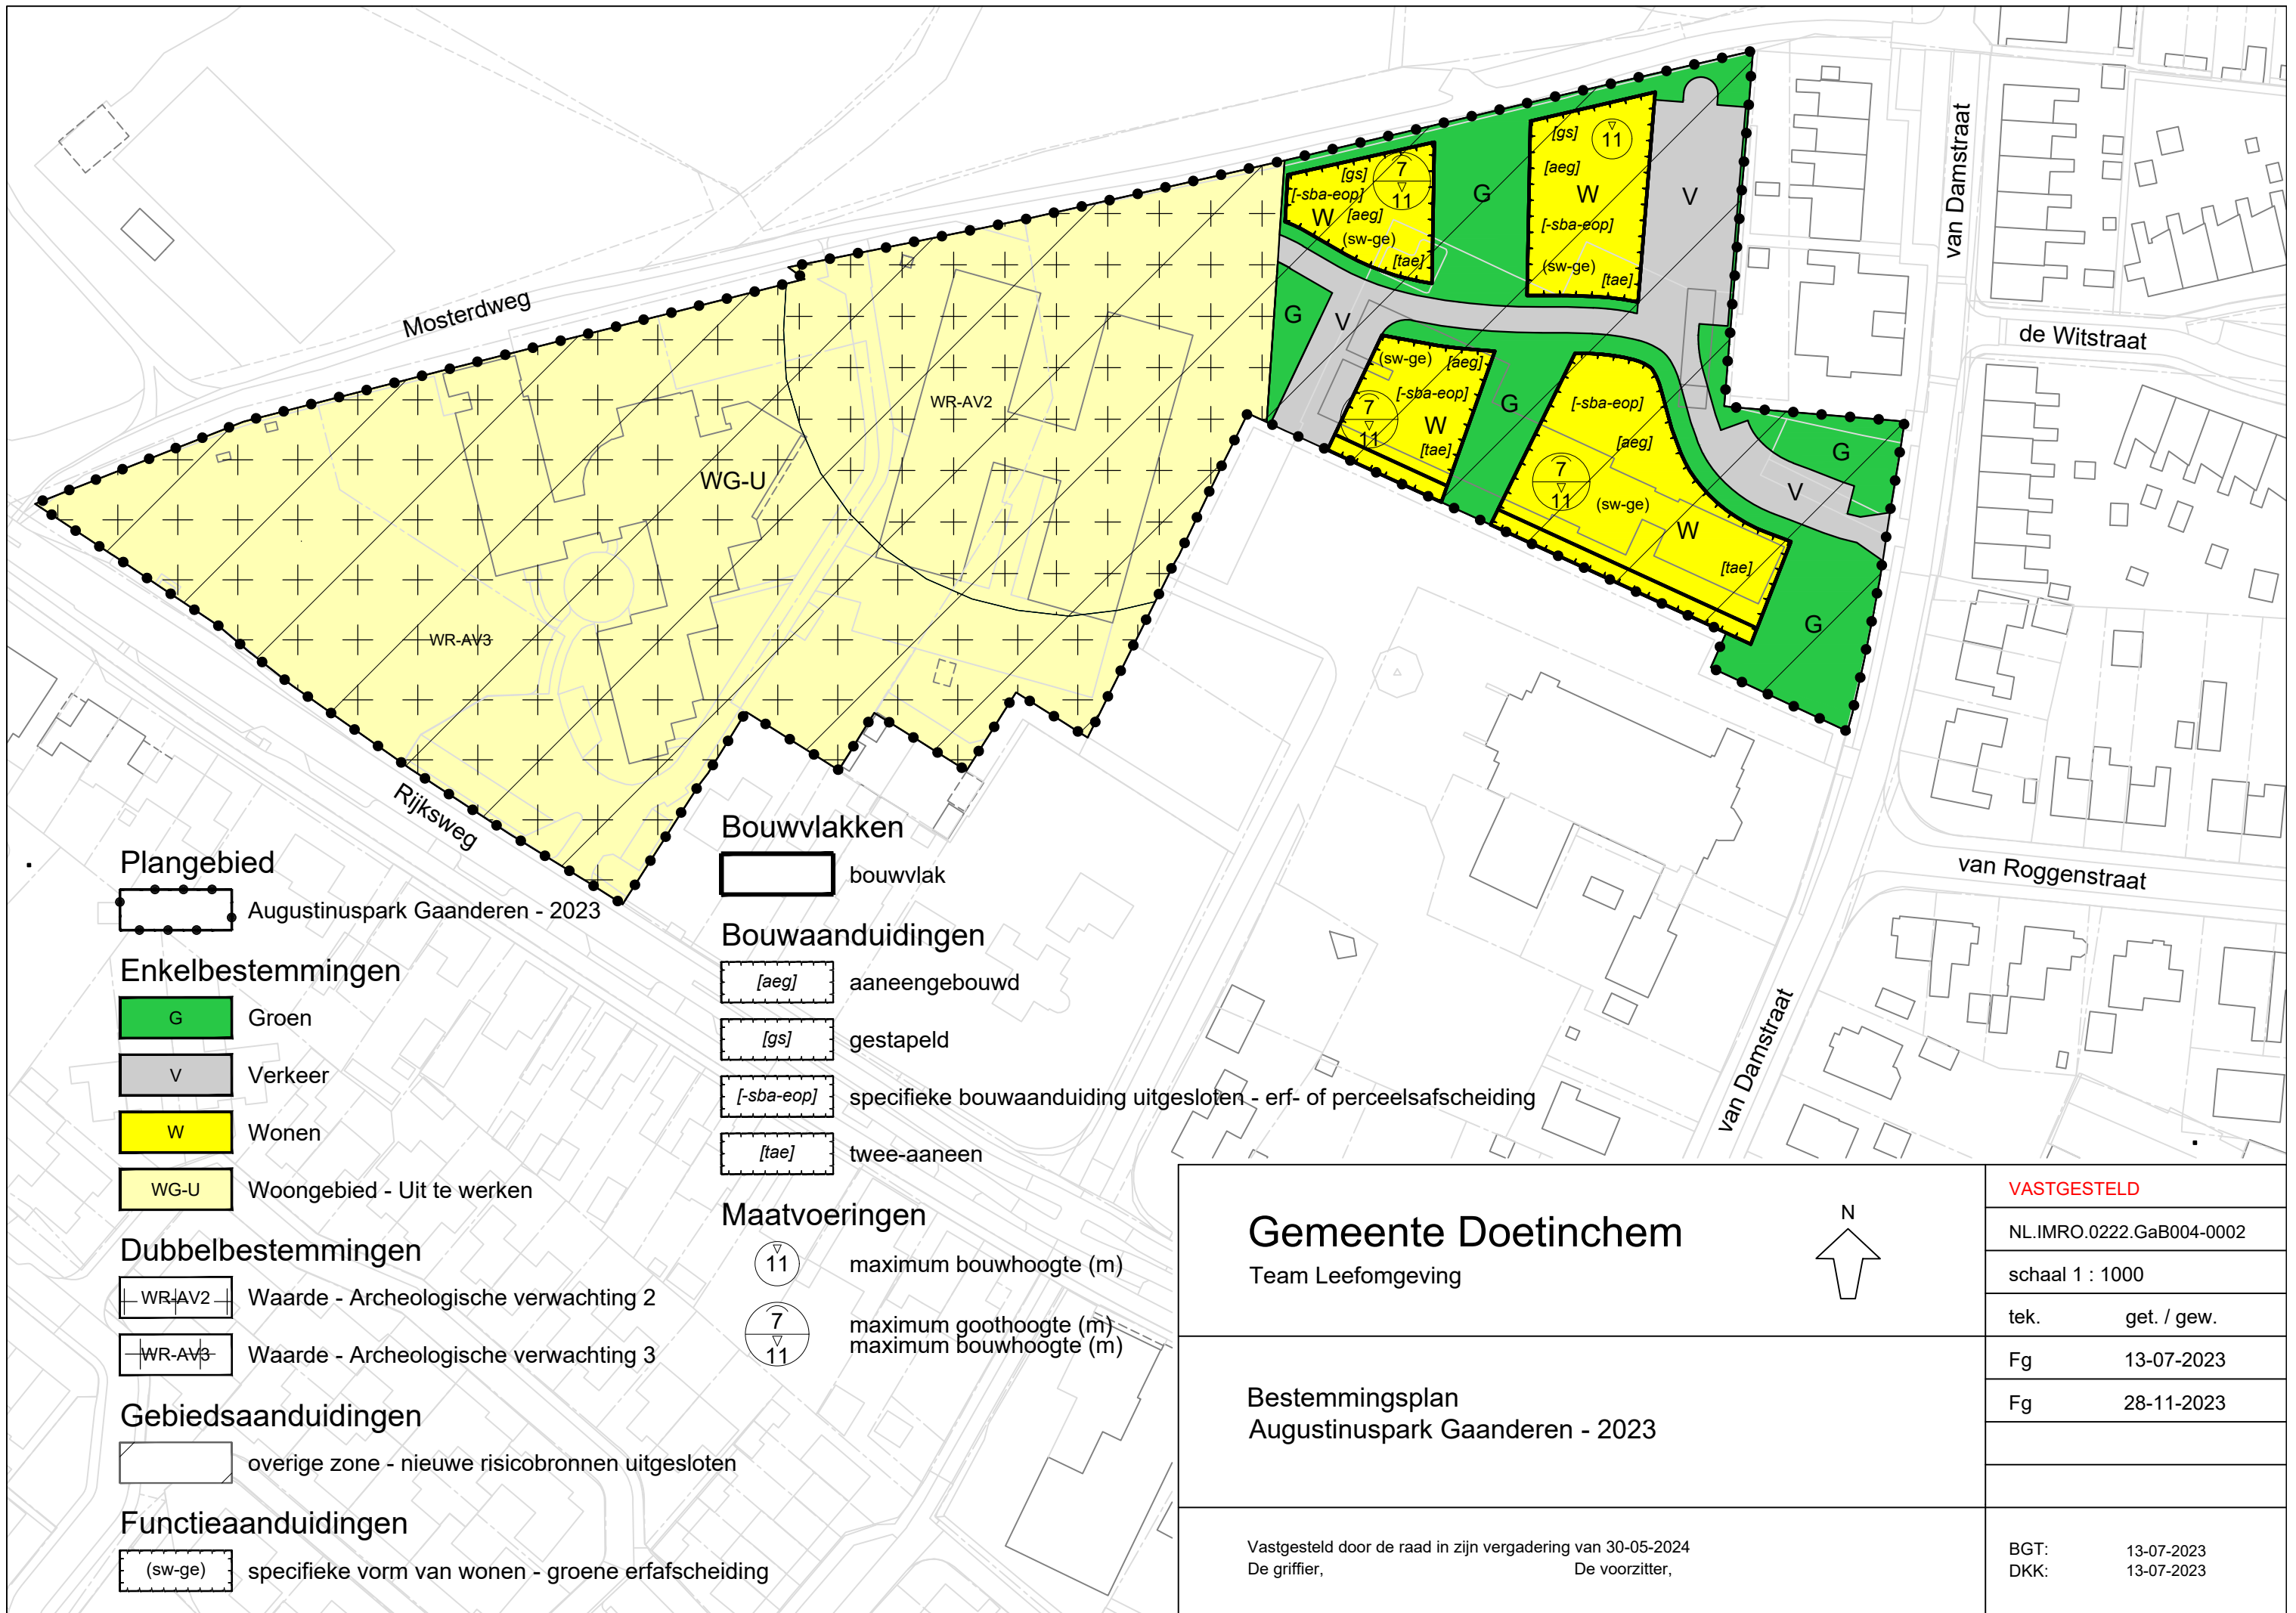 Mosterdweg
Rijksweg
van Damstraat
de Witstraat
van Roggenstraat
van Damstraat
WG-U
WR-AV2
WR-AV3
[gs]
7
11
[-sba-eop]
W
[aeg]
(sw-ge)
[tae]
G
[gs]
11
[aeg]
W
[-sba-eop]
(sw-ge)
[tae]
V
G
V
(sw-ge)
[aeg]
[-sba-eop]
7
11
W
[tae]
G
[-sba-eop]
[aeg]
7
11
(sw-ge)
W
[tae]
G
V
G
Plangebied
Augustinuspark Gaanderen - 2023
Enkelbestemmingen
G Groen
V Verkeer
W Wonen
WG-U Woongebied - Uit te werken
Dubbelbestemmingen
WR-AV2 Waarde - Archeologische verwachting 2
WR-AV3 Waarde - Archeologische verwachting 3
Gebiedsaanduidingen
overige zone - nieuwe risicobronnen uitgesloten
Functieaanduidingen
(sw-ge) specifieke vorm van wonen - groene erfafscheiding
Bouwvlakken
bouwvlak
Bouwaanduidingen
[aeg] aaneengebouwd
[gs] gestapeld
[-sba-eop] specifieke bouwaanduiding uitgesloten - erf- of perceelsafscheiding
[tae] twee-aaneen
Maatvoeringen
11 maximum bouwhoogte (m)
7 maximum goothoogte (m)
11 maximum bouwhoogte (m)
Gemeente Doetinchem
Team Leefomgeving
N
Bestemmingsplan
Augustinuspark Gaanderen - 2023
Vastgesteld door de raad in zijn vergadering van 30-05-2024
De griffier, De voorzitter,
VASTGESTELD
NL.IMRO.0222.GaB004-0002
schaal 1 : 1000
tek. get. / gew.
Fg 13-07-2023
Fg 28-11-2023
BGT: 13-07-2023
DKK: 13-07-2023